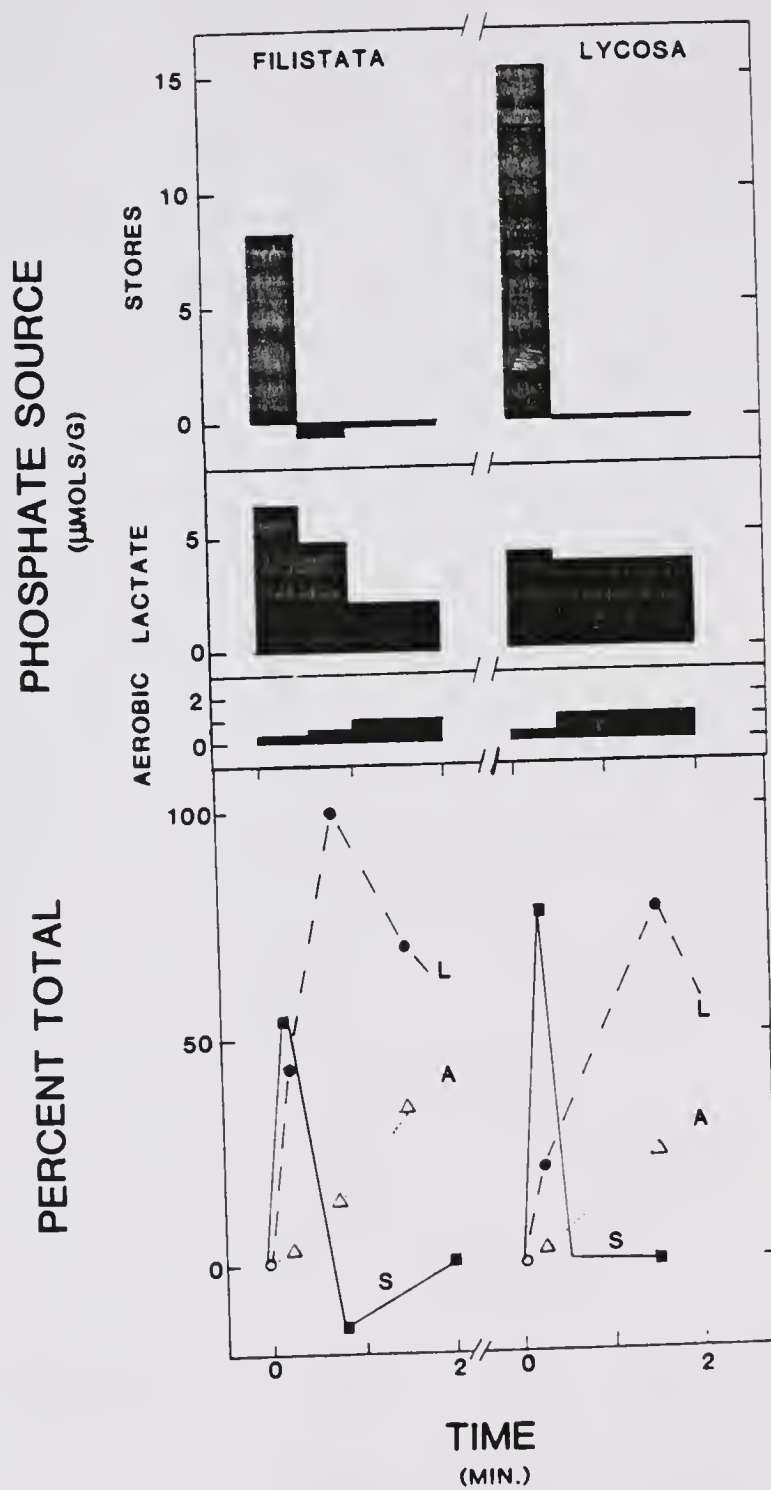 FILISTATA
LYCOSA
PHOSPHATE SOURCE
(μMOLS/G)
STORES
15
10
5
0
LACTATE
5
0
AEROBIC
2
0
PERCENT TOTAL
100
50
0
L
A
S
L
A
S
0
2
0
2
TIME
(MIN.)